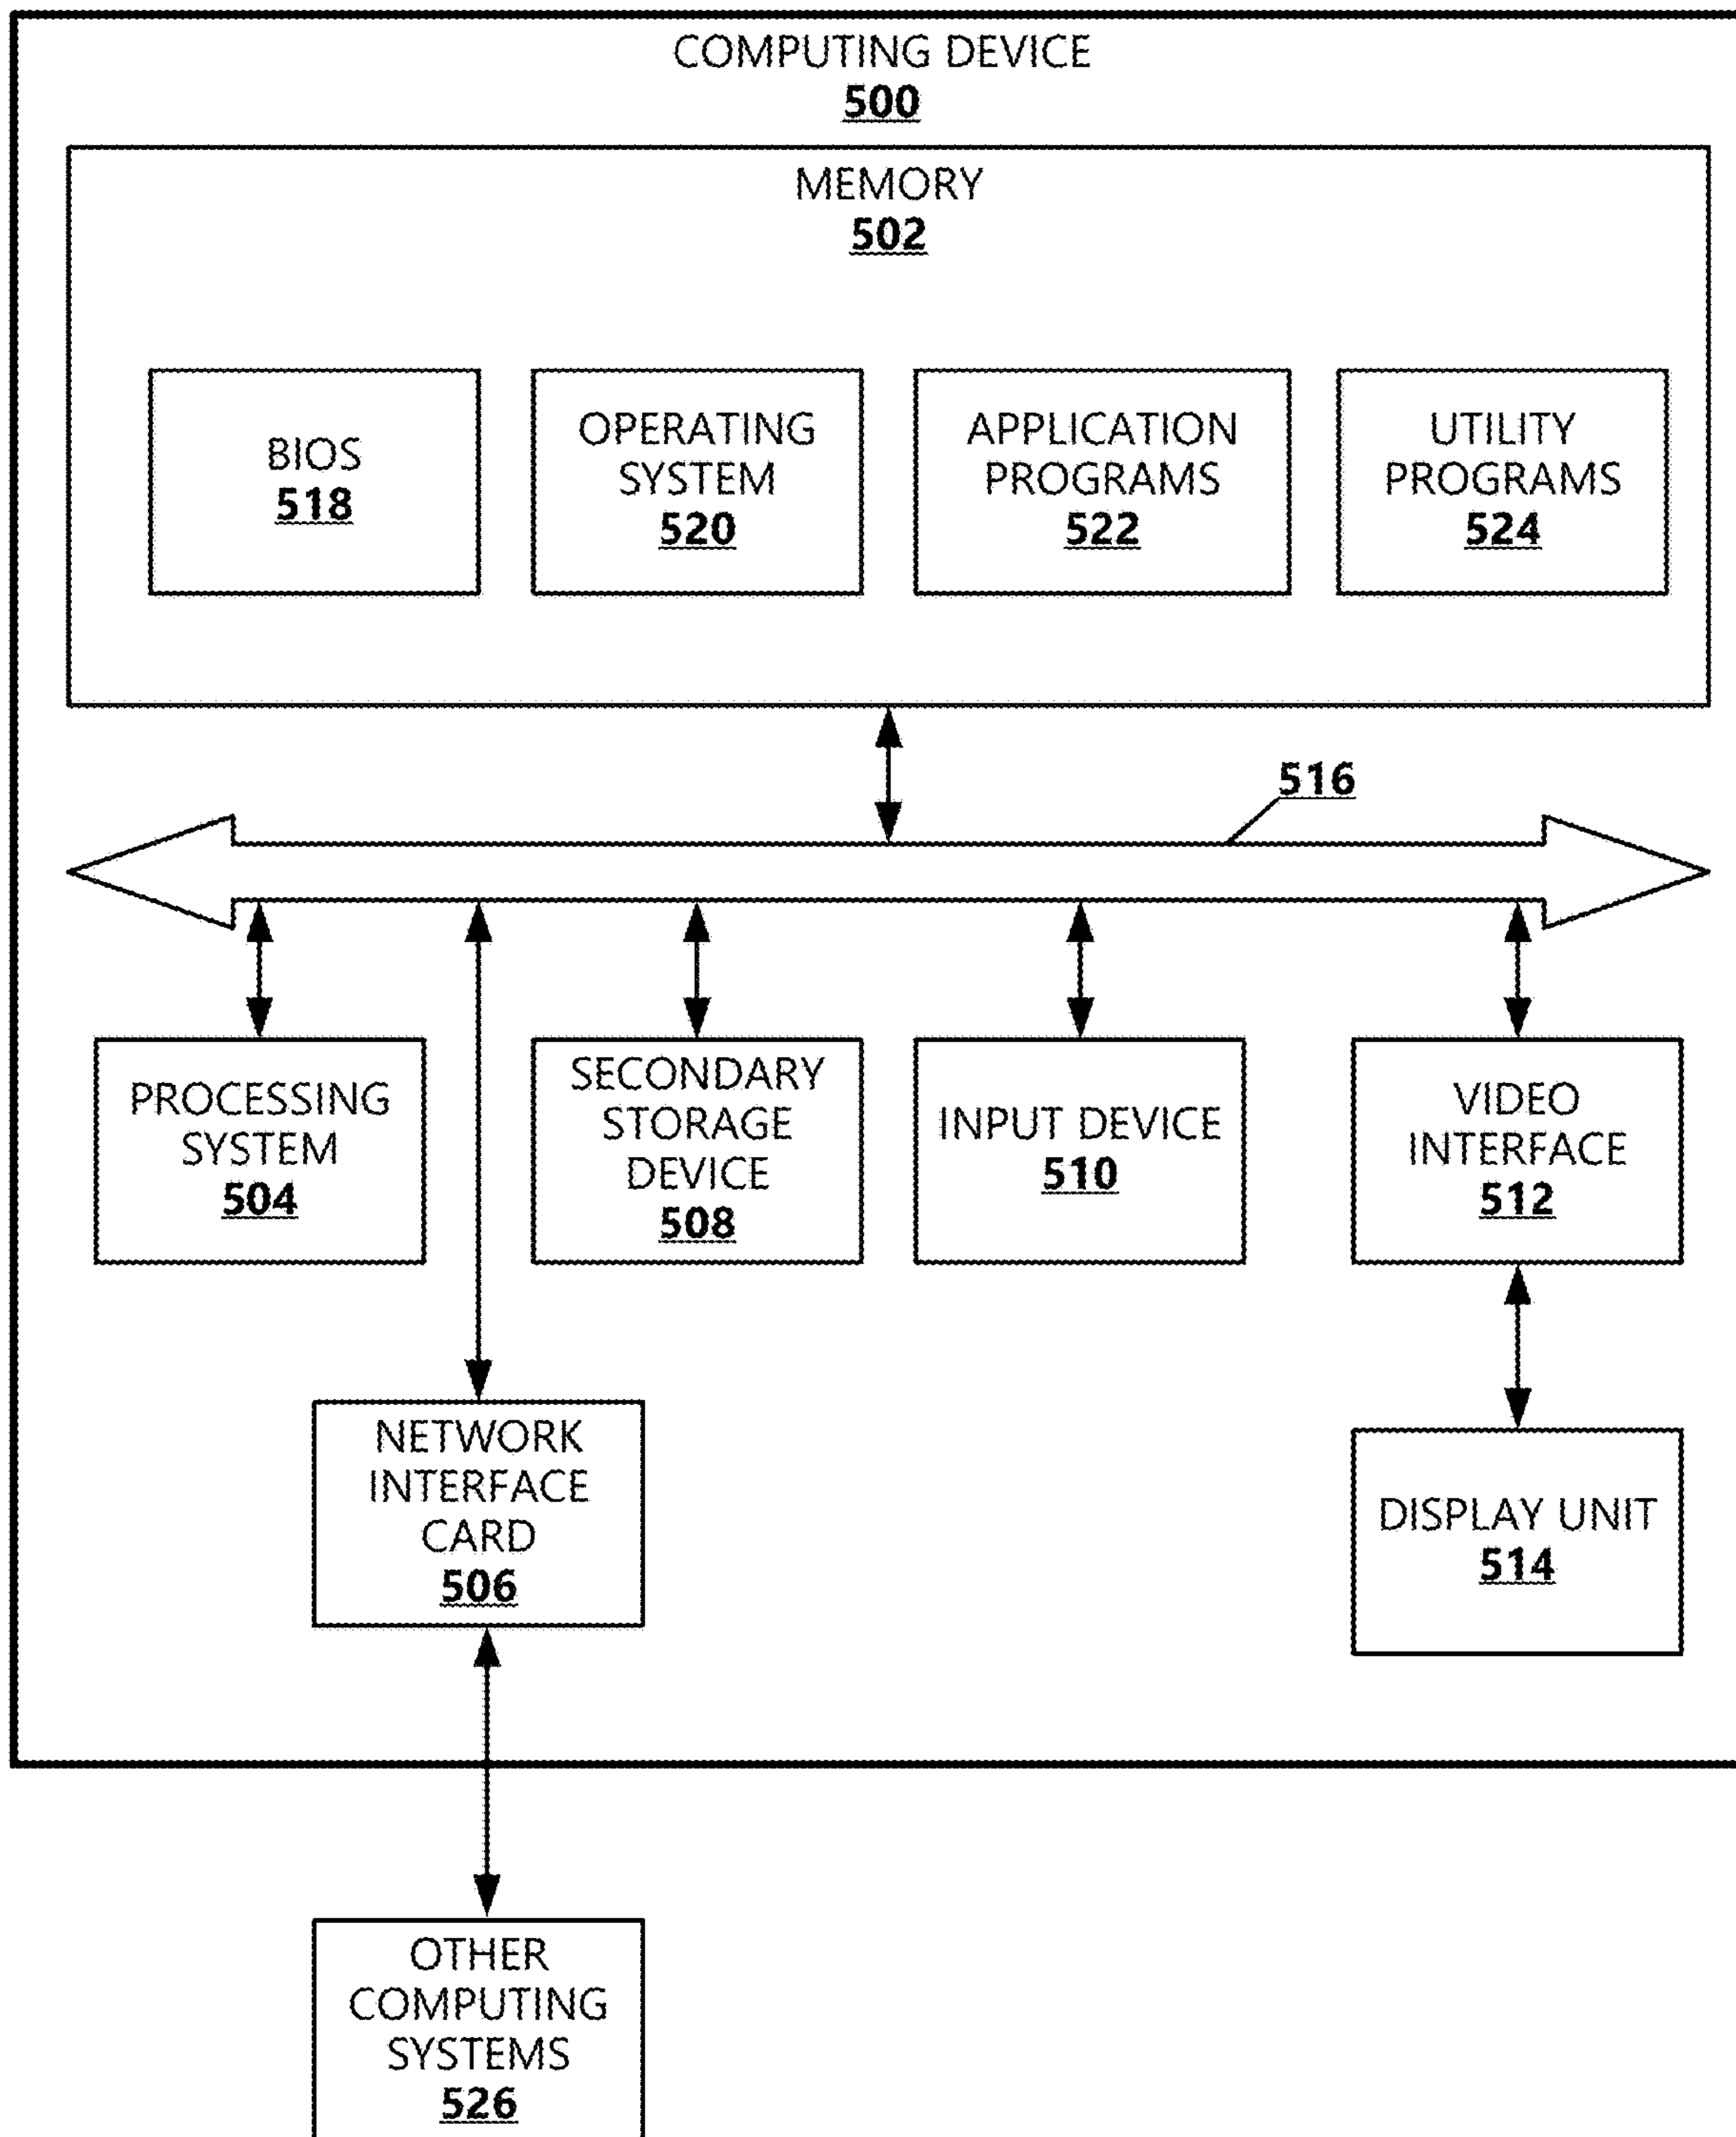 COMPUTING DEVICE
500
MEMORY
502
BIOS
518
OPERATING
SYSTEM
520
APPLICATION
PROGRAMS
522
UTILITY
PROGRAMS
524
516
PROCESSING
SYSTEM
504
SECONDARY
STORAGE
DEVICE
508
INPUT DEVICE
510
VIDEO
INTERFACE
512
NETWORK
INTERFACE
CARD
506
DISPLAY UNIT
514
OTHER
COMPUTING
SYSTEMS
526